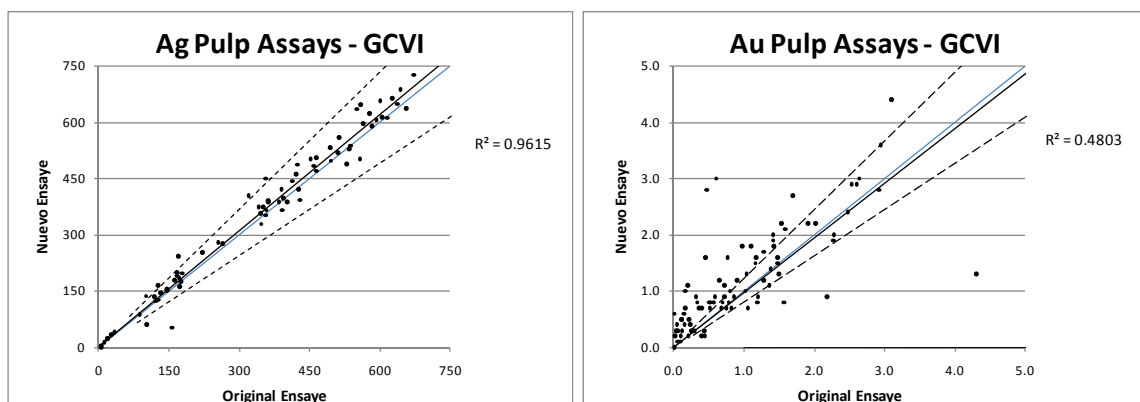 Ag Pulp Assays - GCVI
750
600
450
300
150
0
Nuevo Ensaye
0 150 300 450 600 750
Original Ensaye
R² = 0.9615
Au Pulp Assays - GCVI
5.0
4.0
3.0
2.0
1.0
0.0
Nuevo Ensaye
0.0 1.0 2.0 3.0 4.0 5.0
Original Ensaye
R² = 0.4803